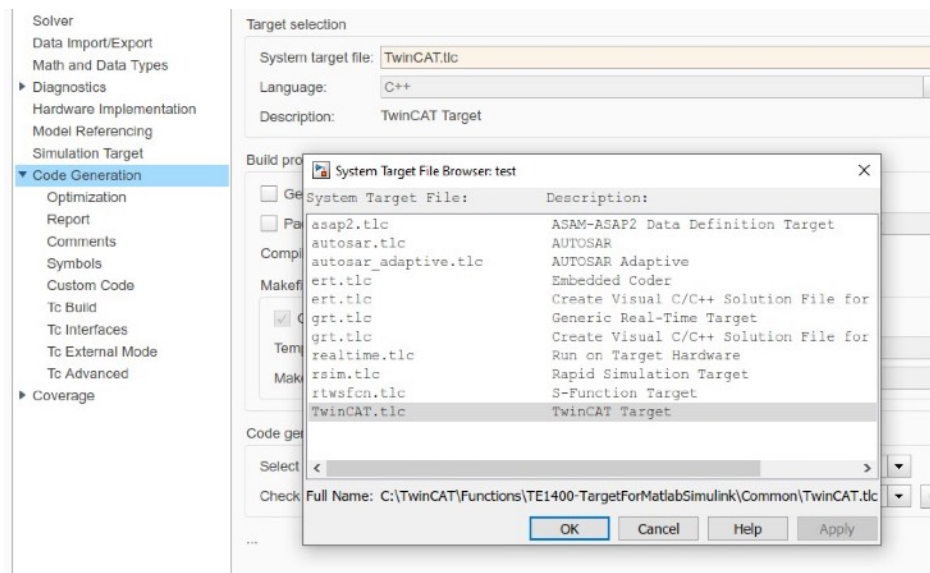 Solver
Data Import/Export
Math and Data Types
Diagnostics
Hardware Implementation
Model Referencing
Simulation Target
Code Generation
Optimization
Report
Comments
Symbols
Custom Code
Tc Build
Tc Interfaces
Tc External Mode
Tc Advanced
Coverage
Target selection
System target file: TwinCAT.tlc
Language: C++
Description: TwinCAT Target
Build pro
Ge
Pa
Compi
Makefi
Temp
Make
Code ger
Select
Check
...
System Target File Browser: test
System Target File: Description:
asap2.tlc ASAM-ASAP2 Data Definition Target
autosar.tlc AUTOSAR
autosar_adaptive.tlc AUTOSAR Adaptive
ert.tlc Embedded Coder
ert.tlc Create Visual C/C++ Solution File for
grt.tlc Generic Real-Time Target
grt.tlc Create Visual C/C++ Solution File for
realtime.tlc Run on Target Hardware
rsim.tlc Rapid Simulation Target
rtwsfcn.tlc S-Function Target
TwinCAT.tlc TwinCAT Target
Full Name: C:\TwinCAT\Functions\TE1400-TargetForMatlabSimulink\Common\TwinCAT.tlc
OK Cancel Help Apply